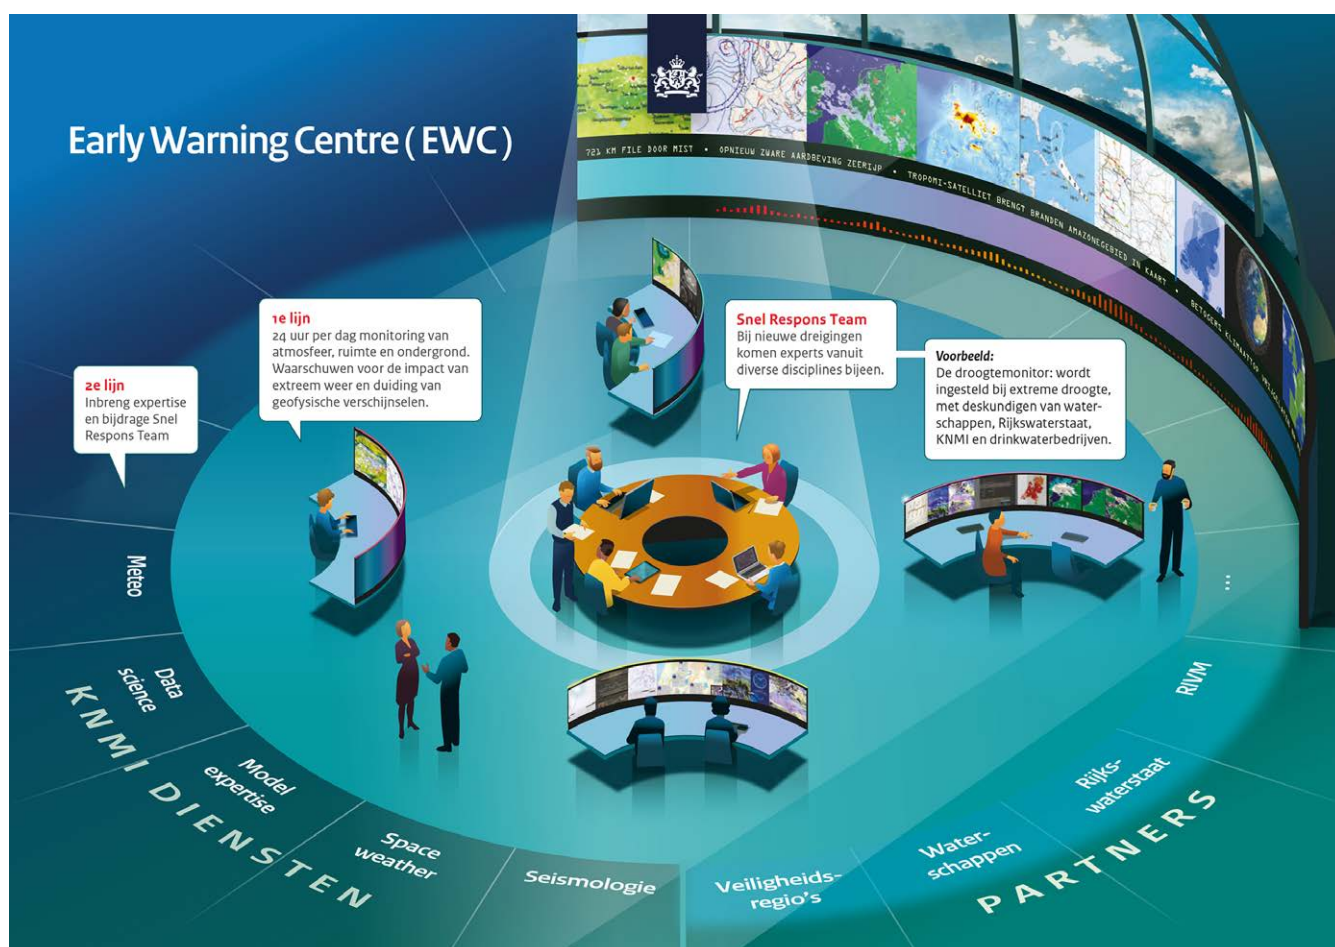 Early Warning Centre ( EWC )
721 KM FILE DOOR MIST • OPNIEUW ZWARE AARDBEVING ZEERIJP • TROPOMI-SATELLIET BRENGT BRANDEN AMAZONEGEBIED IN KAART • BETOGERS KLIMAATTOP
1e lijn
24 uur per dag monitoring van
atmosfeer, ruimte en ondergrond.
Waarschuwen voor de impact van
extreem weer en duiding van
geofysische verschijnselen.
Snel Respons Team
Bij nieuwe dreigingen
komen experts vanuit
diverse disciplines bijeen.
Voorbeeld:
De droogtemonitor: wordt
ingesteld bij extreme droogte,
met deskundigen van water-
schappen, Rijkswaterstaat,
KNMI en drinkwaterbedrijven.
2e lijn
Inbreng expertise
en bijdrage Snel
Respons Team
Meteo
Data
science
Model
expertise
Space
weather
Seismologie
KNMI DIENSTEN
Veiligheids-
regio's
Water-
schappen
Rijks-
waterstaat
RIVM
...
PARTNERS